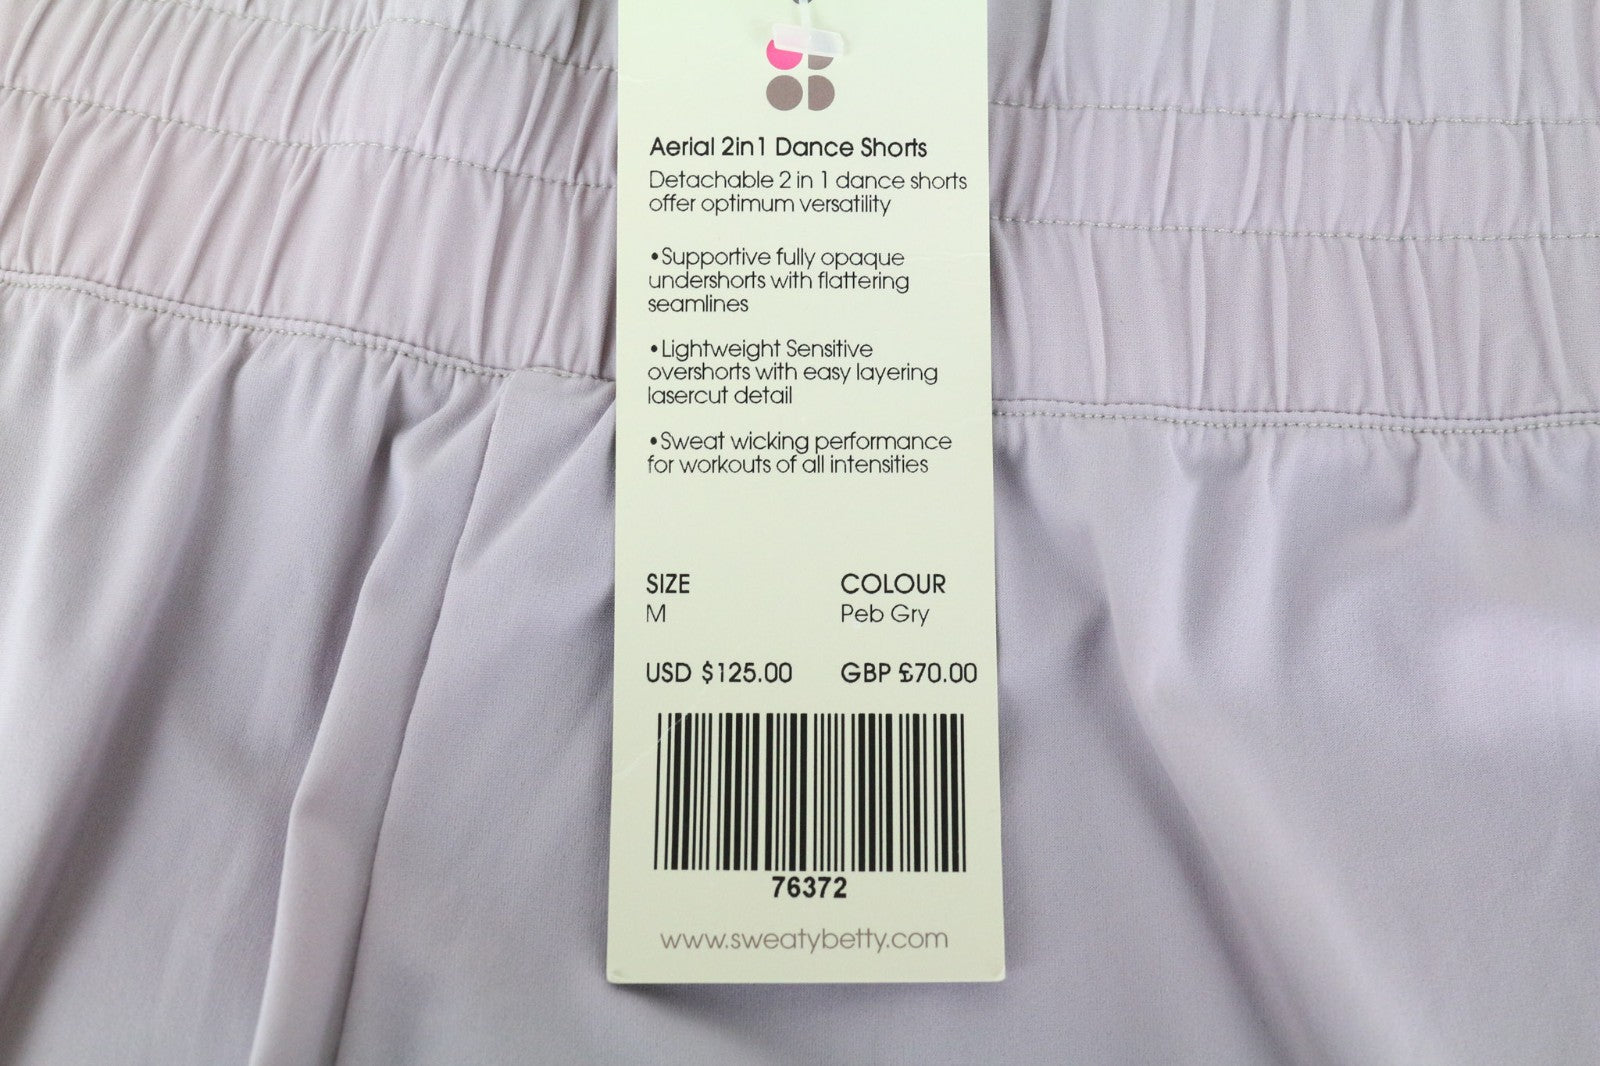 Aerial 2in1 Dance Shorts
Detachable 2 in 1 dance shorts
offer optimum versatility
•Supportive fully opaque
undershorts with flattering
seamlines
•Lightweight Sensitive
overshorts with easy layering
lasercut detail
•Sweat wicking performance
for workouts of all intensities
SIZE COLOUR
M Peb Gry
USD $125.00 GBP £70.00
76372
www.sweatybetty.com